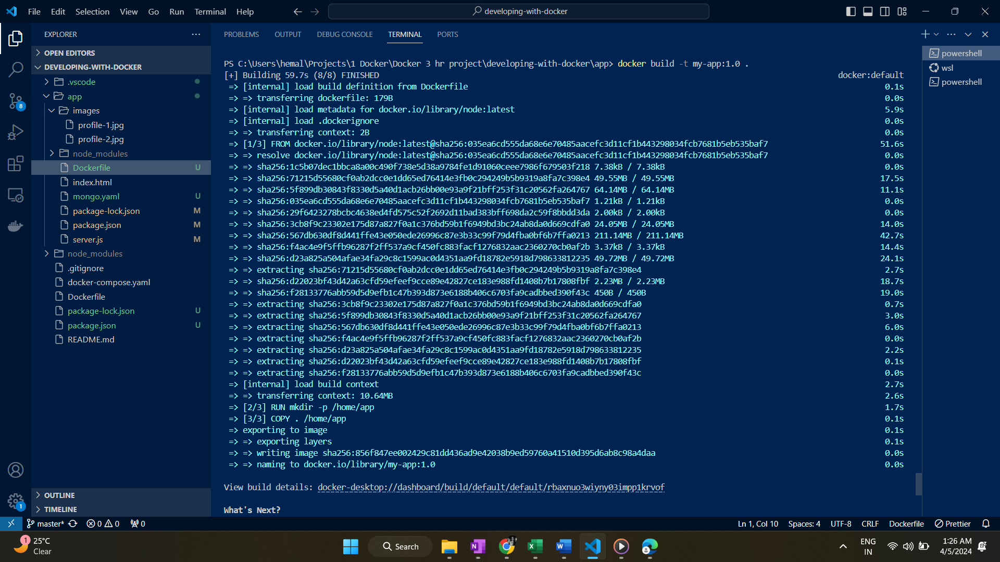 File Edit Selection View Go Run Terminal Help
developing-with-docker
EXPLORER
OPEN EDITORS
DEVELOPING-WITH-DOCKER
.vscode
app
images
profile-1.jpg
profile-2.jpg
node_modules
Dockerfile U
index.html
mongo.yaml U
package-lock.json M
package.json M
server.js M
node_modules
.gitignore
docker-compose.yaml
Dockerfile
package-lock.json U
package.json U
README.md
OUTLINE
TIMELINE
8
1
PROBLEMS OUTPUT DEBUG CONSOLE TERMINAL PORTS
powershell
wsl
powershell
PS C:\Users\hemal\Projects\1 Docker\Docker 3 hr project\developing-with-docker\app> docker build -t my-app:1.0 .
[+] Building 59.7s (8/8) FINISHED docker:default
=> [internal] load build definition from Dockerfile 0.1s
=> => transferring dockerfile: 179B 0.0s
=> [internal] load metadata for docker.io/library/node:latest 5.9s
=> [internal] load .dockerignore 0.0s
=> => transferring context: 2B 0.0s
=> [1/3] FROM docker.io/library/node:latest@sha256:035ea6cd555da68e6e70485aacefc3d11cf1b443298034fcb7681b5eb535baf7 51.6s
=> => resolve docker.io/library/node:latest@sha256:035ea6cd555da68e6e70485aacefc3d11cf1b443298034fcb7681b5eb535baf7 0.0s
=> => sha256:1c5b07dec1bbca8a00c490f738e5d38a9784fe1d91060ceee7986f679503f218 7.38kB / 7.38kB 0.0s
=> => sha256:71215d55680cf0ab2dcc0e1dd65ed76414e3fb0c294249b5b9319a8fa7c398e4 49.55MB / 49.55MB 17.5s
=> => sha256:5f899db30843f8330d5a40d1acb26bb00e93a9f21bff253f31c20562fa264767 64.14MB / 64.14MB 11.1s
=> => sha256:035ea6cd555da68e6e70485aacefc3d11cf1b443298034fcb7681b5eb535baf7 1.21kB / 1.21kB 0.0s
=> => sha256:29f6423278bcbc4638ed4fd575c52f2692d11bad383bff698da2c59f8bbdd3da 2.00kB / 2.00kB 0.0s
=> => sha256:3cb8f9c23302e175d87a827f0a1c376bd59b1f6949bd3bc24ab8da0d669cdfa0 24.05MB / 24.05MB 14.0s
=> => sha256:567db630df8d441ffe43e050ede26996c87e3b33c99f79d4fba0bf6b7ffa0213 211.14MB / 211.14MB 42.7s
=> => sha256:f4ac4e9f5ffb96287f2ff537a9cf450fc883facf1276832aac2360270cb0af2b 3.37kB / 3.37kB 14.4s
=> => sha256:d23a825a504afae34fa29c8c1599ac0d4351aa9fd18782e5918d798633812235 49.72MB / 49.72MB 24.1s
=> => extracting sha256:71215d55680cf0ab2dcc0e1dd65ed76414e3fb0c294249b5b9319a8fa7c398e4 2.7s
=> => sha256:d22023bf43d42a63cfd59efeef9cce89e42827ce183e988fd1408b7b17808fbf 2.23MB / 2.23MB 18.7s
=> => sha256:f28133776abb59d5d9efb1c47b393d873e6188b406c6703fa9cadbbed390f43c 450B / 450B 19.0s
=> => extracting sha256:3cb8f9c23302e175d87a827f0a1c376bd59b1f6949bd3bc24ab8da0d669cdfa0 0.7s
=> => extracting sha256:5f899db30843f8330d5a40d1acb26bb00e93a9f21bff253f31c20562fa264767 3.0s
=> => extracting sha256:567db630df8d441ffe43e050ede26996c87e3b33c99f79d4fba0bf6b7ffa0213 6.0s
=> => extracting sha256:f4ac4e9f5ffb96287f2ff537a9cf450fc883facf1276832aac2360270cb0af2b 0.0s
=> => extracting sha256:d23a825a504afae34fa29c8c1599ac0d4351aa9fd18782e5918d798633812235 2.2s
=> => extracting sha256:d22023bf43d42a63cfd59efeef9cce89e42827ce183e988fd1408b7b17808fbf 0.1s
=> => extracting sha256:f28133776abb59d5d9efb1c47b393d873e6188b406c6703fa9cadbbed390f43c 0.0s
=> [internal] load build context 2.7s
=> => transferring context: 10.64MB 2.6s
=> [2/3] RUN mkdir -p /home/app 1.7s
=> [3/3] COPY . /home/app 0.1s
=> exporting to image 0.1s
=> => exporting layers 0.1s
=> => writing image sha256:856f847ee002429c81dd436ad9e42038b9ed59760a41510d395d6ab8c98a4daa 0.0s
=> => naming to docker.io/library/my-app:1.0 0.0s
View build details: docker-desktop://dashboard/build/default/default/rbaxnuo3wiyny03impp1krvof
What's Next?
master* 0 0 0 Ln 1, Col 10 Spaces: 4 UTF-8 CRLF Dockerfile Prettier
1 25°C
Clear
Search
ENG
IN
1:26 AM
4/5/2024